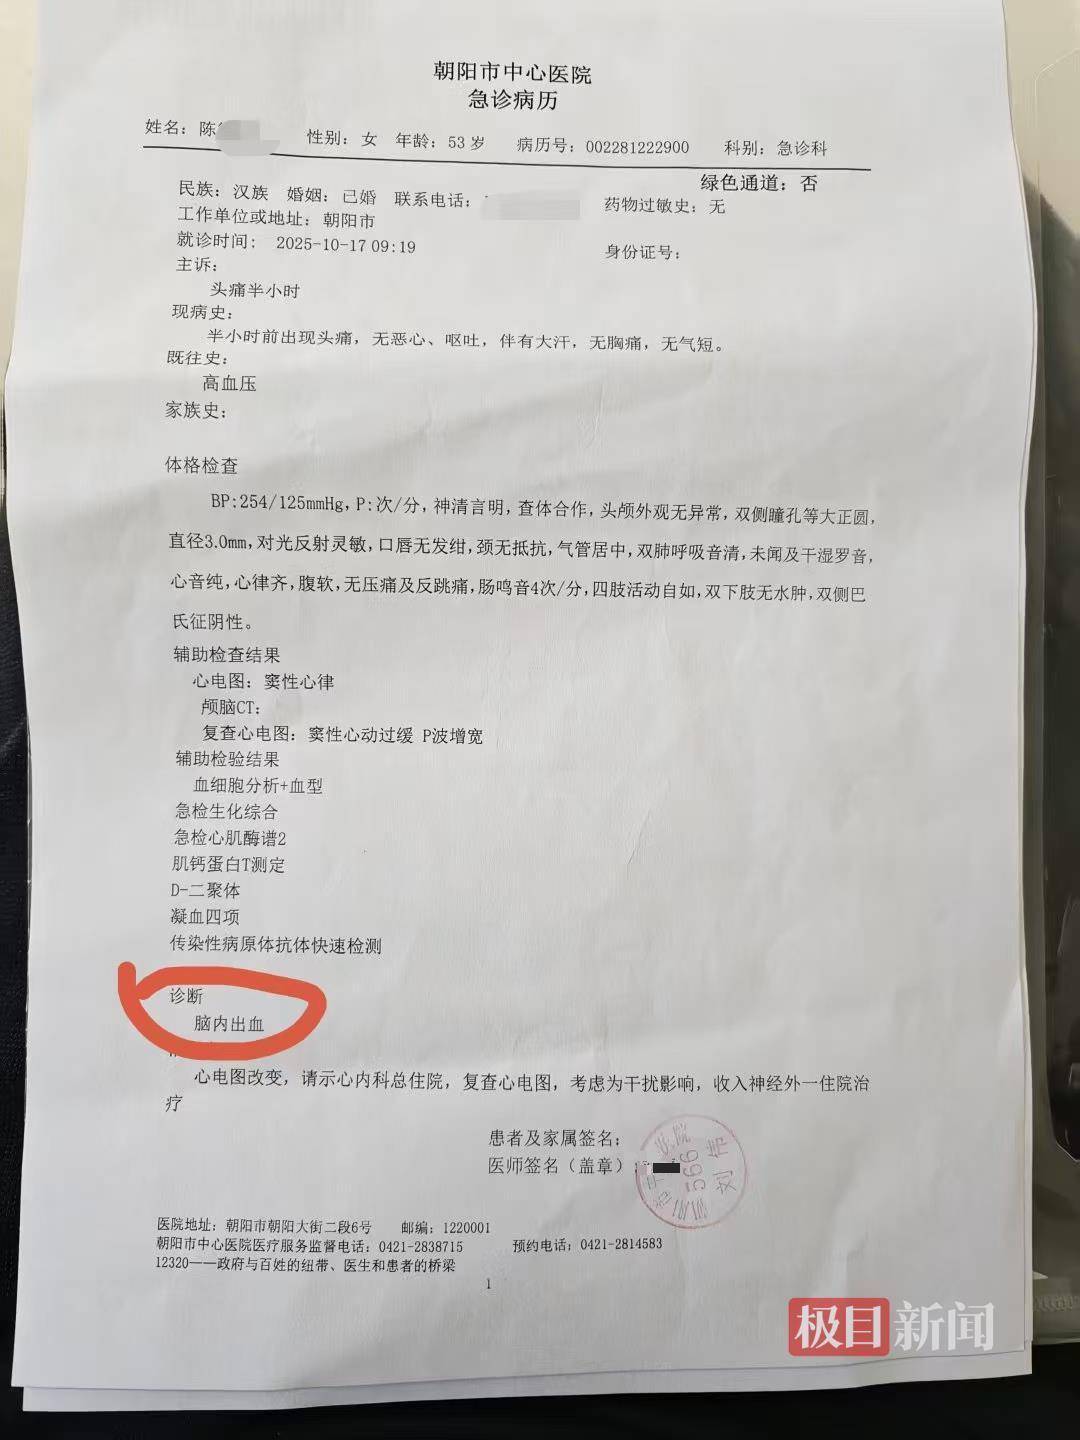 朝阳市中心医院
急诊病历
姓名：陈
性别：女 年龄：53岁 病历号：002281222900 科别：急诊科
绿色通道：否
民族：汉族 婚姻：已婚 联系电话：
药物过敏史：无
工作单位或地址：朝阳市
就诊时间： 2025-10-17 09:19
身份证号：
主诉：
头痛半小时
现病史：
半小时前出现头痛，无恶心、呕吐，伴有大汗，无胸痛，无气短。
既往史：
高血压
家族史：
体格检查
BP:254/125mmHg，P:次/分，神清言明，查体合作，头颅外观无异常，双侧瞳孔等大正圆，
直径3.0mm，对光反射灵敏，口唇无发绀，颈无抵抗，气管居中，双肺呼吸音清，未闻及干湿罗音，
心音纯，心律齐，腹软，无压痛及反跳痛，肠鸣音4次/分，四肢活动自如，双下肢无水肿，双侧巴
氏征阴性。
辅助检查结果
心电图：窦性心律
颅脑CT：
复查心电图：窦性心动过缓 P波增宽
辅助检验结果
血细胞分析+血型
急检生化综合
急检心肌酶谱2
肌钙蛋白T测定
D-二聚体
凝血四项
传染性病原体抗体快速检测
诊断
脑内出血
心电图改变，请示心内科总住院，复查心电图，考虑为干扰影响，收入神经外一住院治
疗
患者及家属签名：
医师签名（盖章）：
566
刘伟
医院地址：朝阳市朝阳大街二段6号 邮编：1220001
朝阳市中心医院医疗服务监督电话：0421-2838715 预约电话：0421-2814583
12320——政府与百姓的纽带、医生和患者的桥梁
1
极目新闻